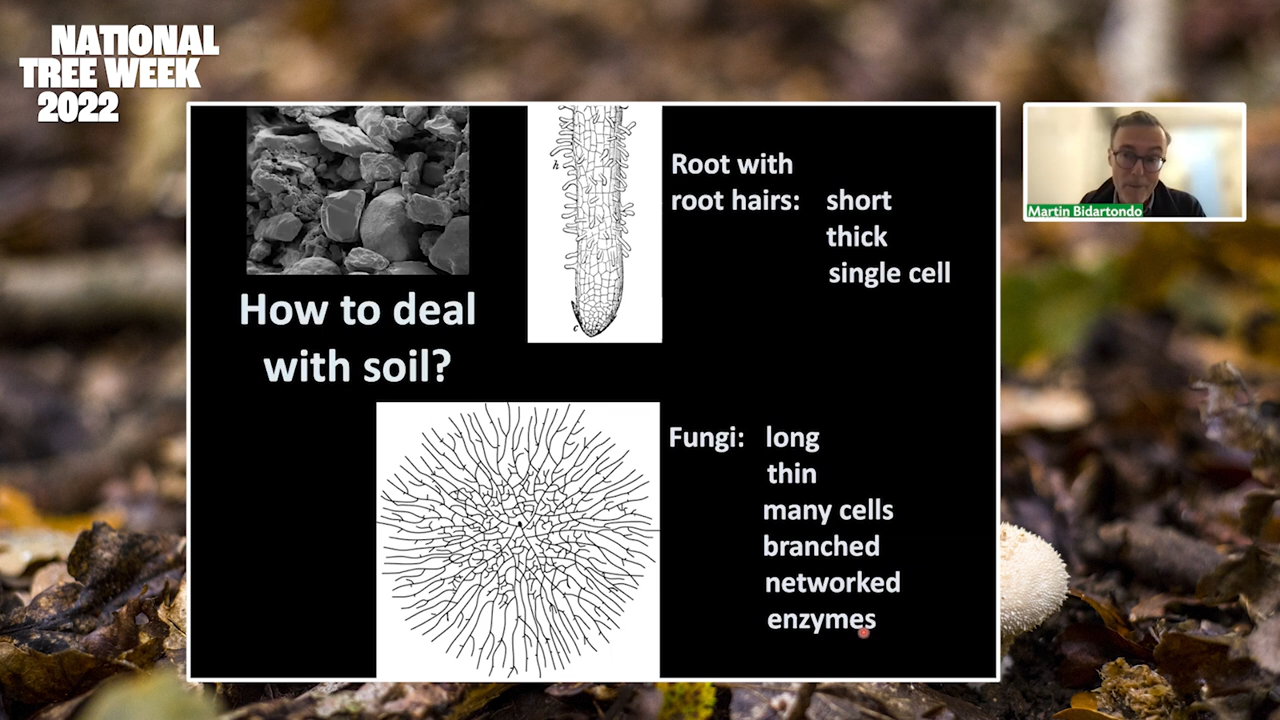 NATIONAL
TREE WEEK
2022
Martin Bidartondo
How to deal
with soil?
h
c
Root with
root hairs: short
thick
single cell
Fungi: long
thin
many cells
branched
networked
enzymes